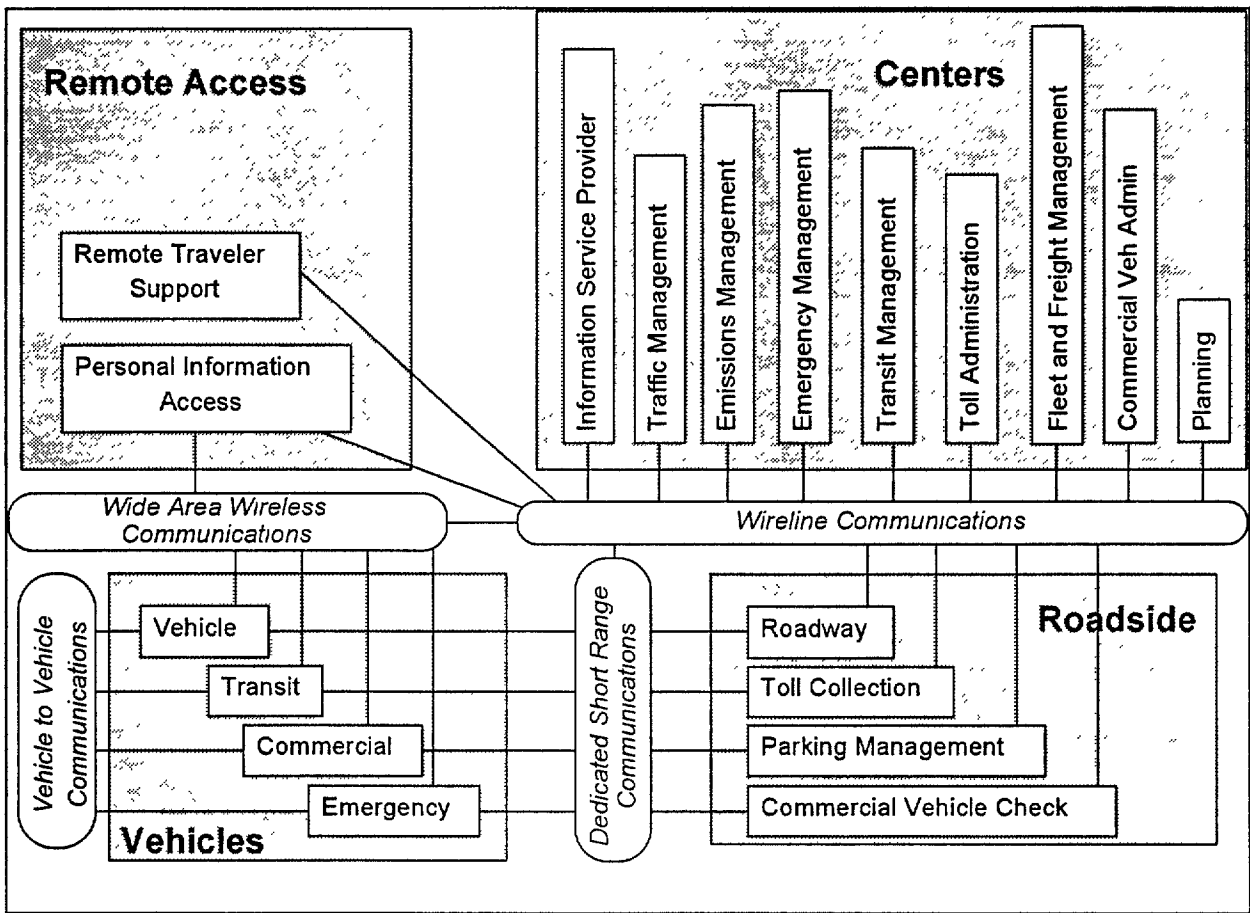 Remote Access
Remote Traveler
Support
Personal Information
Access
Centers
Information Service Provider
Traffic Management
Emissions Management
Emergency Management
Transit Management
Toll Administration
Fleet and Freight Management
Commercial Veh Admin
Planning
Wide Area Wireless
Communications
Wireline Communications
Vehicle to Vehicle
Communications
Vehicle
Transit
Commercial
Emergency
Vehicles
Dedicated Short Range
Communications
Roadside
Roadway
Toll Collection
Parking Management
Commercial Vehicle Check